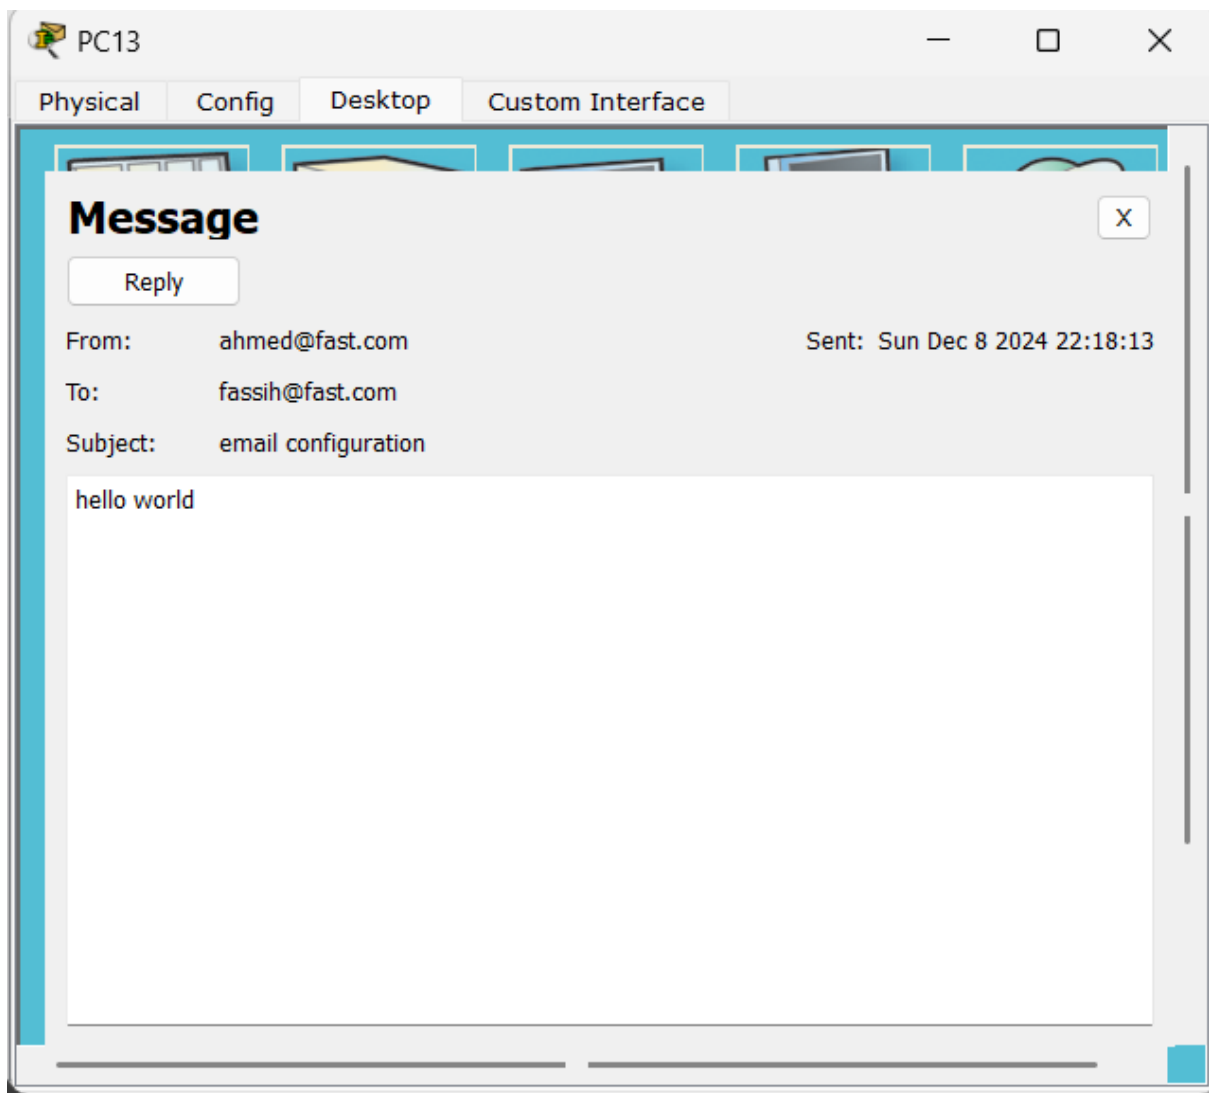 PC13
Physical Config Desktop Custom Interface
Message
X
Reply
From: ahmed@fast.com Sent: Sun Dec 8 2024 22:18:13
To: fassih@fast.com
Subject: email configuration
hello world